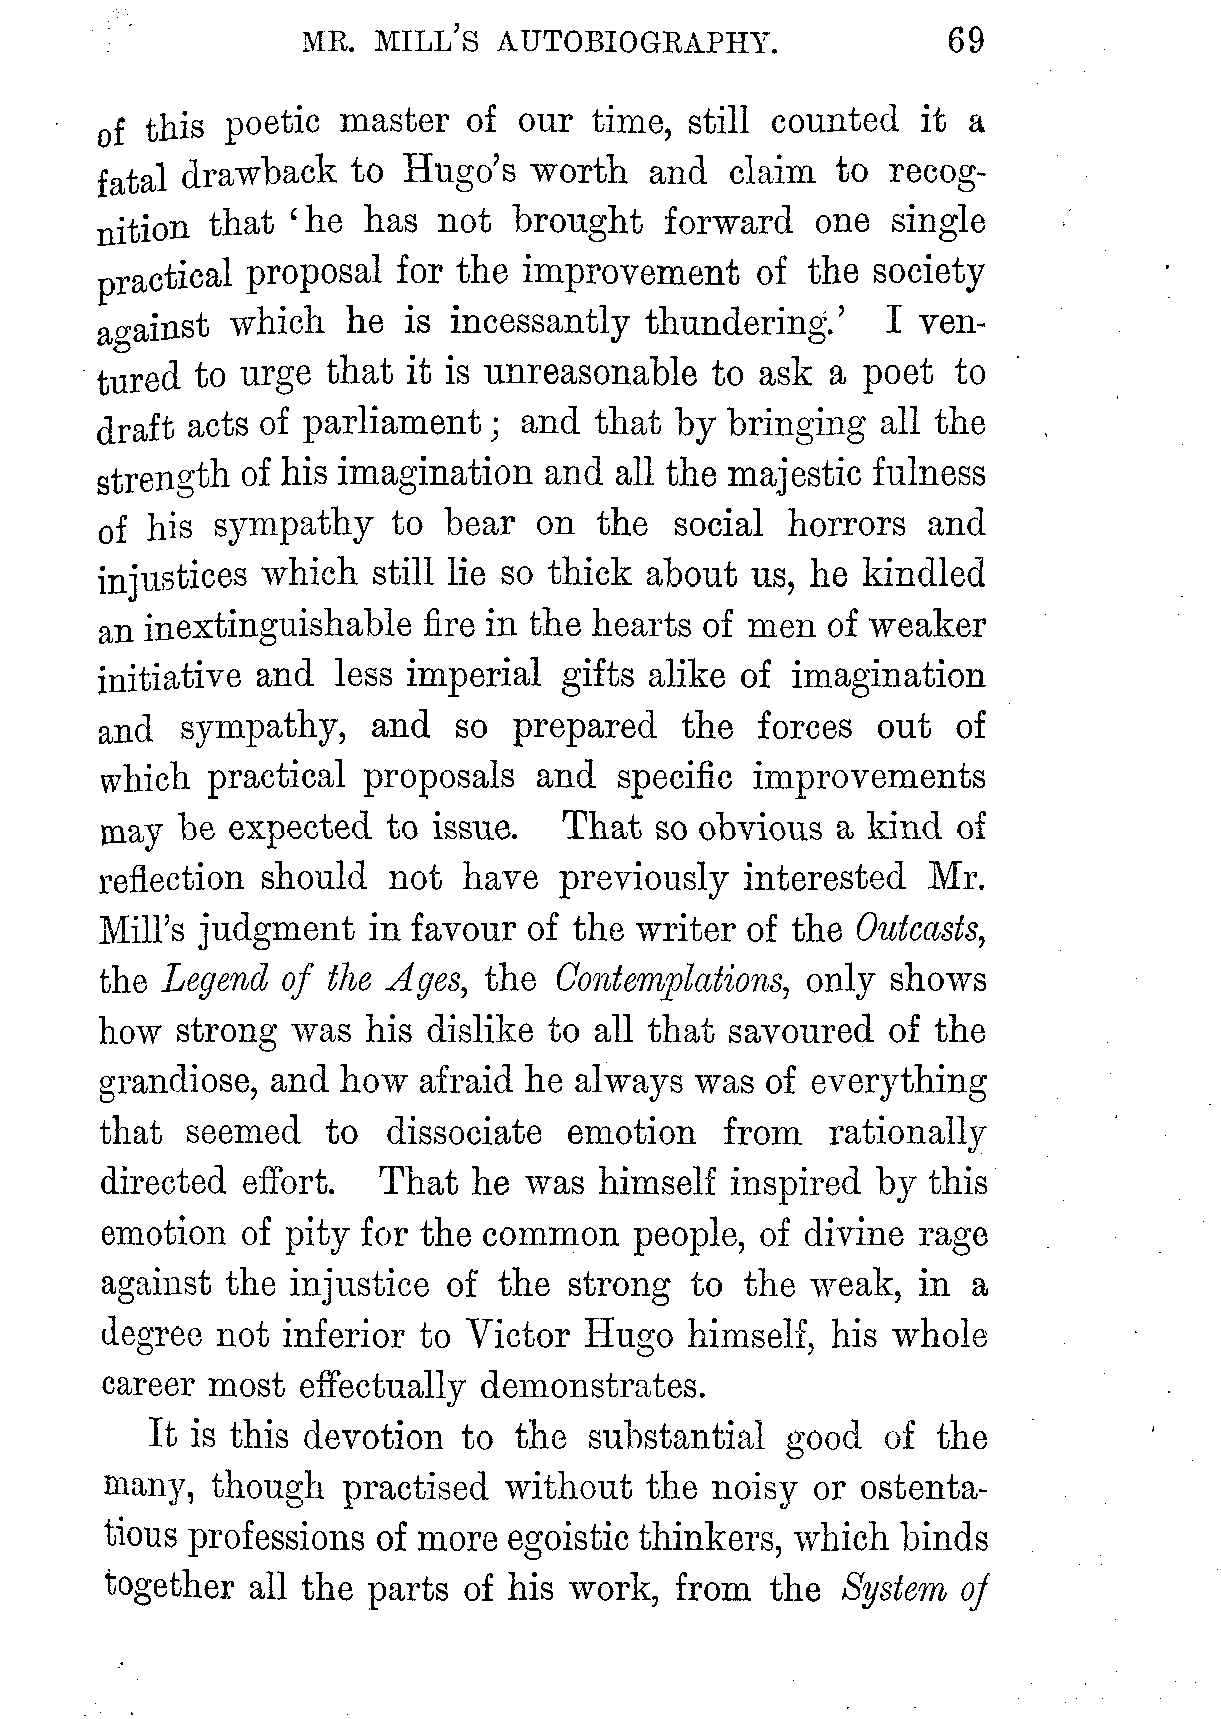 MR. MILL'S AUTOBIOGRAPHY. 69
of this poetic master of our time, still counted it a
fatal drawback to Hugo's worth and claim to recog-
nition that 'he has not brought forward one single
practical proposal for the improvement of the society
against which he is incessantly thundering.' I ven-
tured to urge that it is unreasonable to ask a poet to
draft acts of parliament; and that by bringing all the
strength of his imagination and all the majestic fulness
of his sympathy to bear on the social horrors and
injustices which still lie so thick about us, he kindled
an inextinguishable fire in the hearts of men of weaker
initiative and less imperial gifts alike of imagination
and sympathy, and so prepared the forces out of
which practical proposals and specific improvements
may be expected to issue. That so obvious a kind of
reflection should not have previously interested Mr.
Mill's judgment in favour of the writer of the Outcasts,
the Legend of the Ages, the Contemplations, only shows
how strong was his dislike to all that savoured of the
grandiose, and how afraid he always was of everything
that seemed to dissociate emotion from rationally
directed effort. That he was himself inspired by this
emotion of pity for the common people, of divine rage
against the injustice of the strong to the weak, in a
degree not inferior to Victor Hugo himself, his whole
career most effectually demonstrates.
It is this devotion to the substantial good of the
many, though practised without the noisy or ostenta-
tious professions of more egoistic thinkers, which binds
together all the parts of his work, from the System of